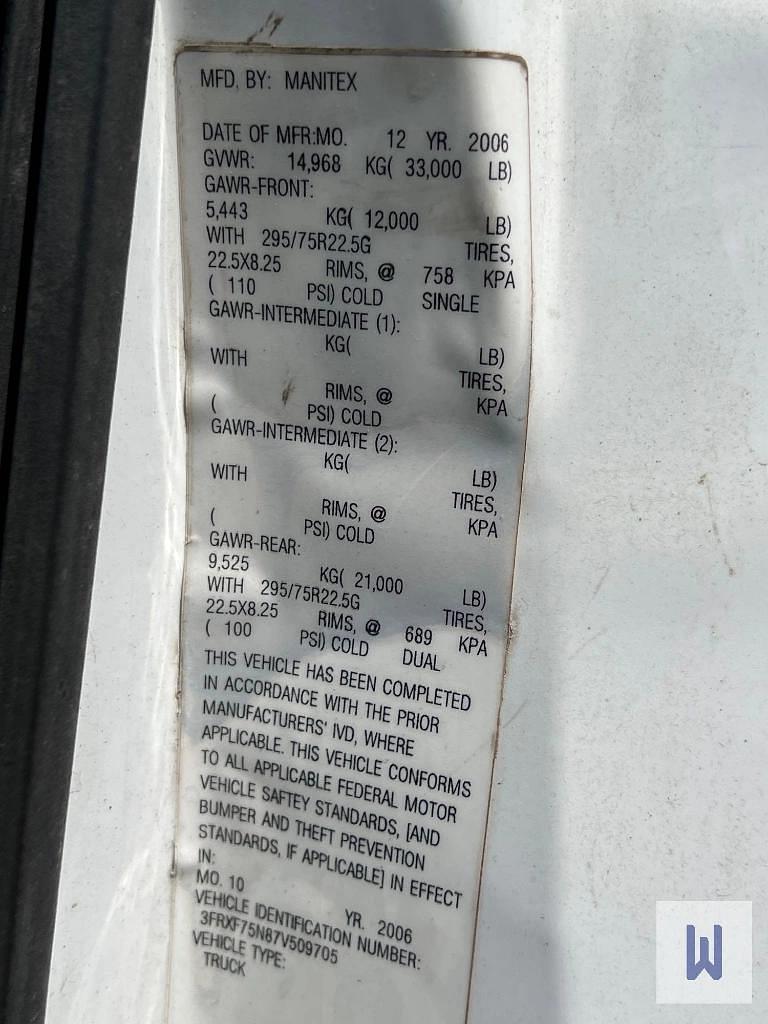 MFD. BY: MANITEX
DATE OF MFR:MO. 12 YR. 2006
GVWR: 14,968 KG( 33,000 LB)
GAWR-FRONT:
5,443 KG( 12,000 LB)
WITH 295/75R22.5G TIRES,
22.5X8.25 RIMS, @ 758 KPA
( 110 PSI) COLD SINGLE
GAWR-INTERMEDIATE (1):
KG( LB)
WITH TIRES,
RIMS, @ KPA
( PSI) COLD
GAWR-INTERMEDIATE (2):
KG( LB)
WITH TIRES,
RIMS, @ KPA
( PSI) COLD
GAWR-REAR:
9,525 KG( 21,000 LB)
WITH 295/75R22.5G TIRES,
22.5X8.25 RIMS, @ 689 KPA
( 100 PSI) COLD DUAL
THIS VEHICLE HAS BEEN COMPLETED
IN ACCORDANCE WITH THE PRIOR
MANUFACTURERS' IVD, WHERE
APPLICABLE. THIS VEHICLE CONFORMS
TO ALL APPLICABLE FEDERAL MOTOR
VEHICLE SAFTEY STANDARDS, [AND
BUMPER AND THEFT PREVENTION
STANDARDS, IF APPLICABLE] IN EFFECT
IN:
MO. 10 YR. 2006
VEHICLE IDENTIFICATION NUMBER:
3FRXF75N87V509705
VEHICLE TYPE:
TRUCK
W